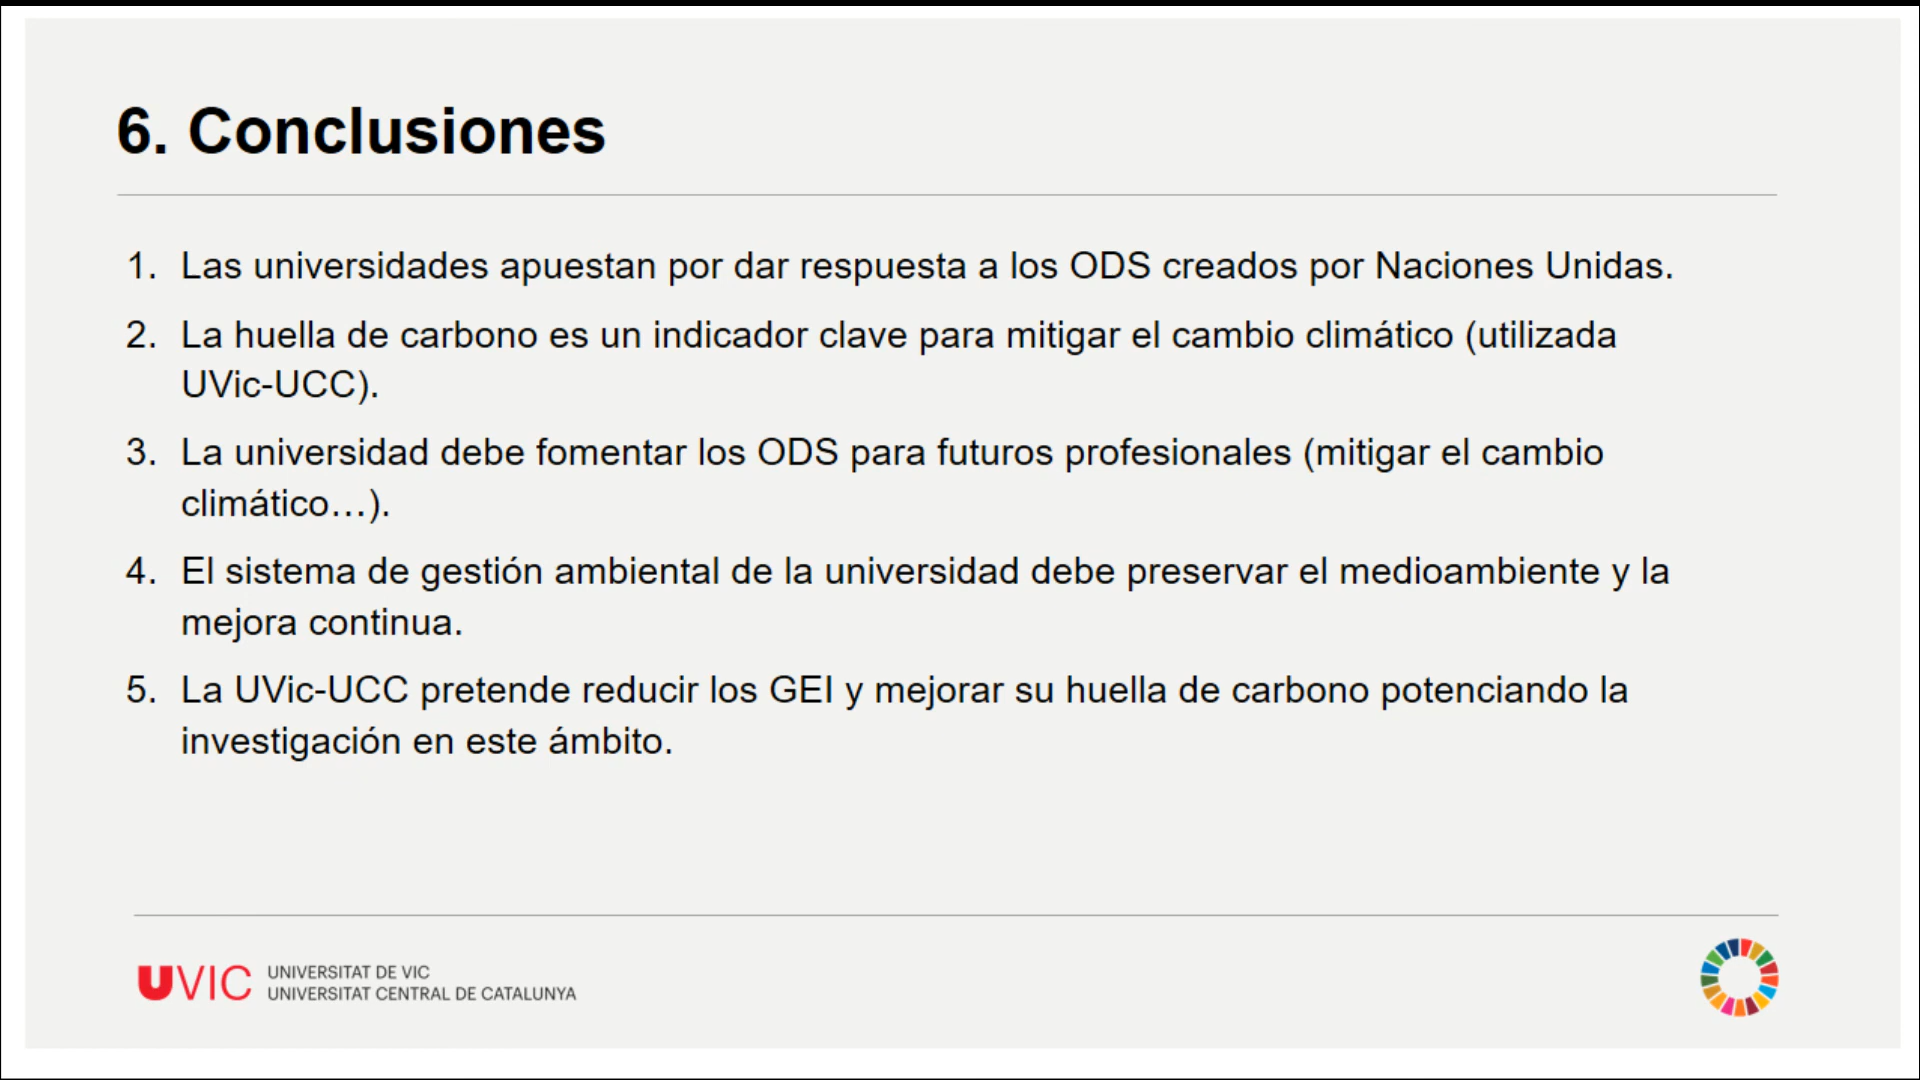 6. Conclusiones
1. Las universidades apuestan por dar respuesta a los ODS creados por Naciones Unidas.
2. La huella de carbono es un indicador clave para mitigar el cambio climático (utilizada
UVic-UCC).
3. La universidad debe fomentar los ODS para futuros profesionales (mitigar el cambio
climático…).
4. El sistema de gestión ambiental de la universidad debe preservar el medioambiente y la
mejora continua.
5. La UVic-UCC pretende reducir los GEI y mejorar su huella de carbono potenciando la
investigación en este ámbito.
UVIC UNIVERSITAT DE VIC
UNIVERSITAT CENTRAL DE CATALUNYA